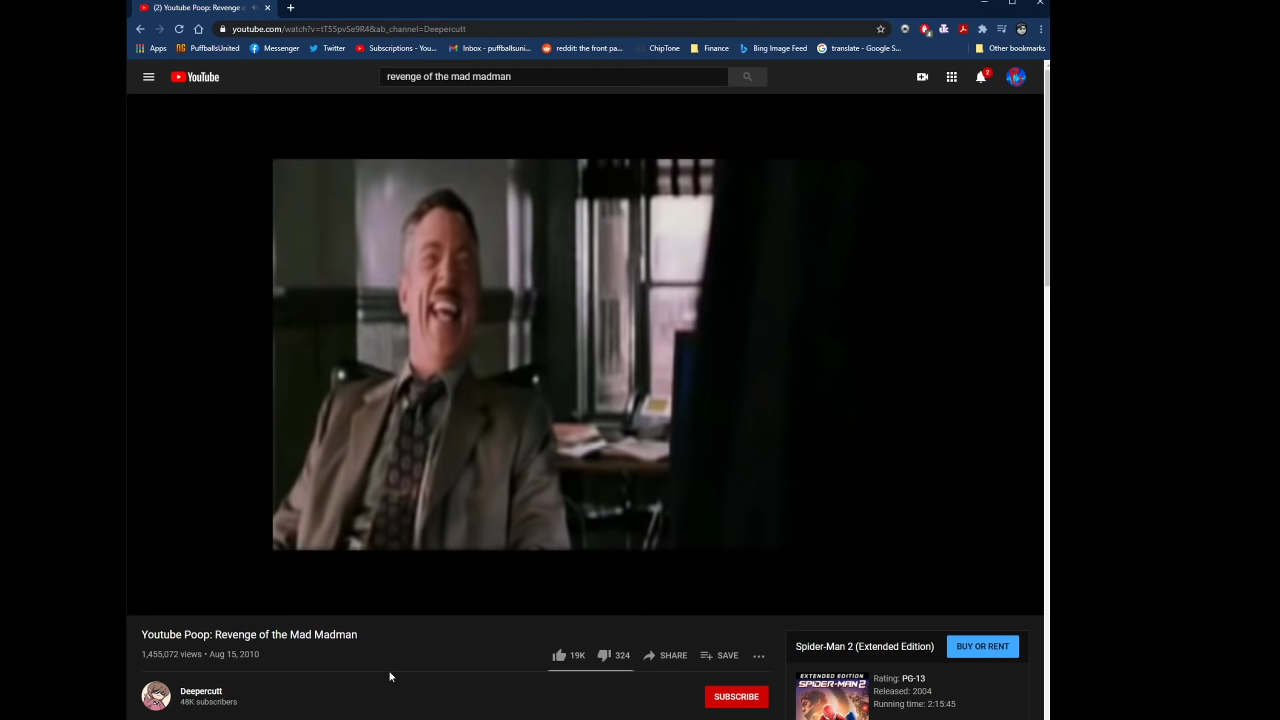 (2) Youtube Poop: Revenge o
youtube.com/watch?v=tT55pvSe9R4&ab_channel=Deepercutt
Apps PuffballsUnited Messenger Twitter Subscriptions - You... Inbox - puffballsuni... reddit: the front pa... ChipTone Finance Bing Image Feed translate - Google S... Other bookmarks
YouTube revenge of the mad madman 2
Youtube Poop: Revenge of the Mad Madman
1,455,072 views • Aug 15, 2010
19K 324 SHARE SAVE
Deepercutt
48K subscribers
SUBSCRIBE
Spider-Man 2 (Extended Edition) BUY OR RENT
EXTENDED EDITION
SPIDER-MAN 2
Rating: PG-13
Released: 2004
Running time: 2:15:45